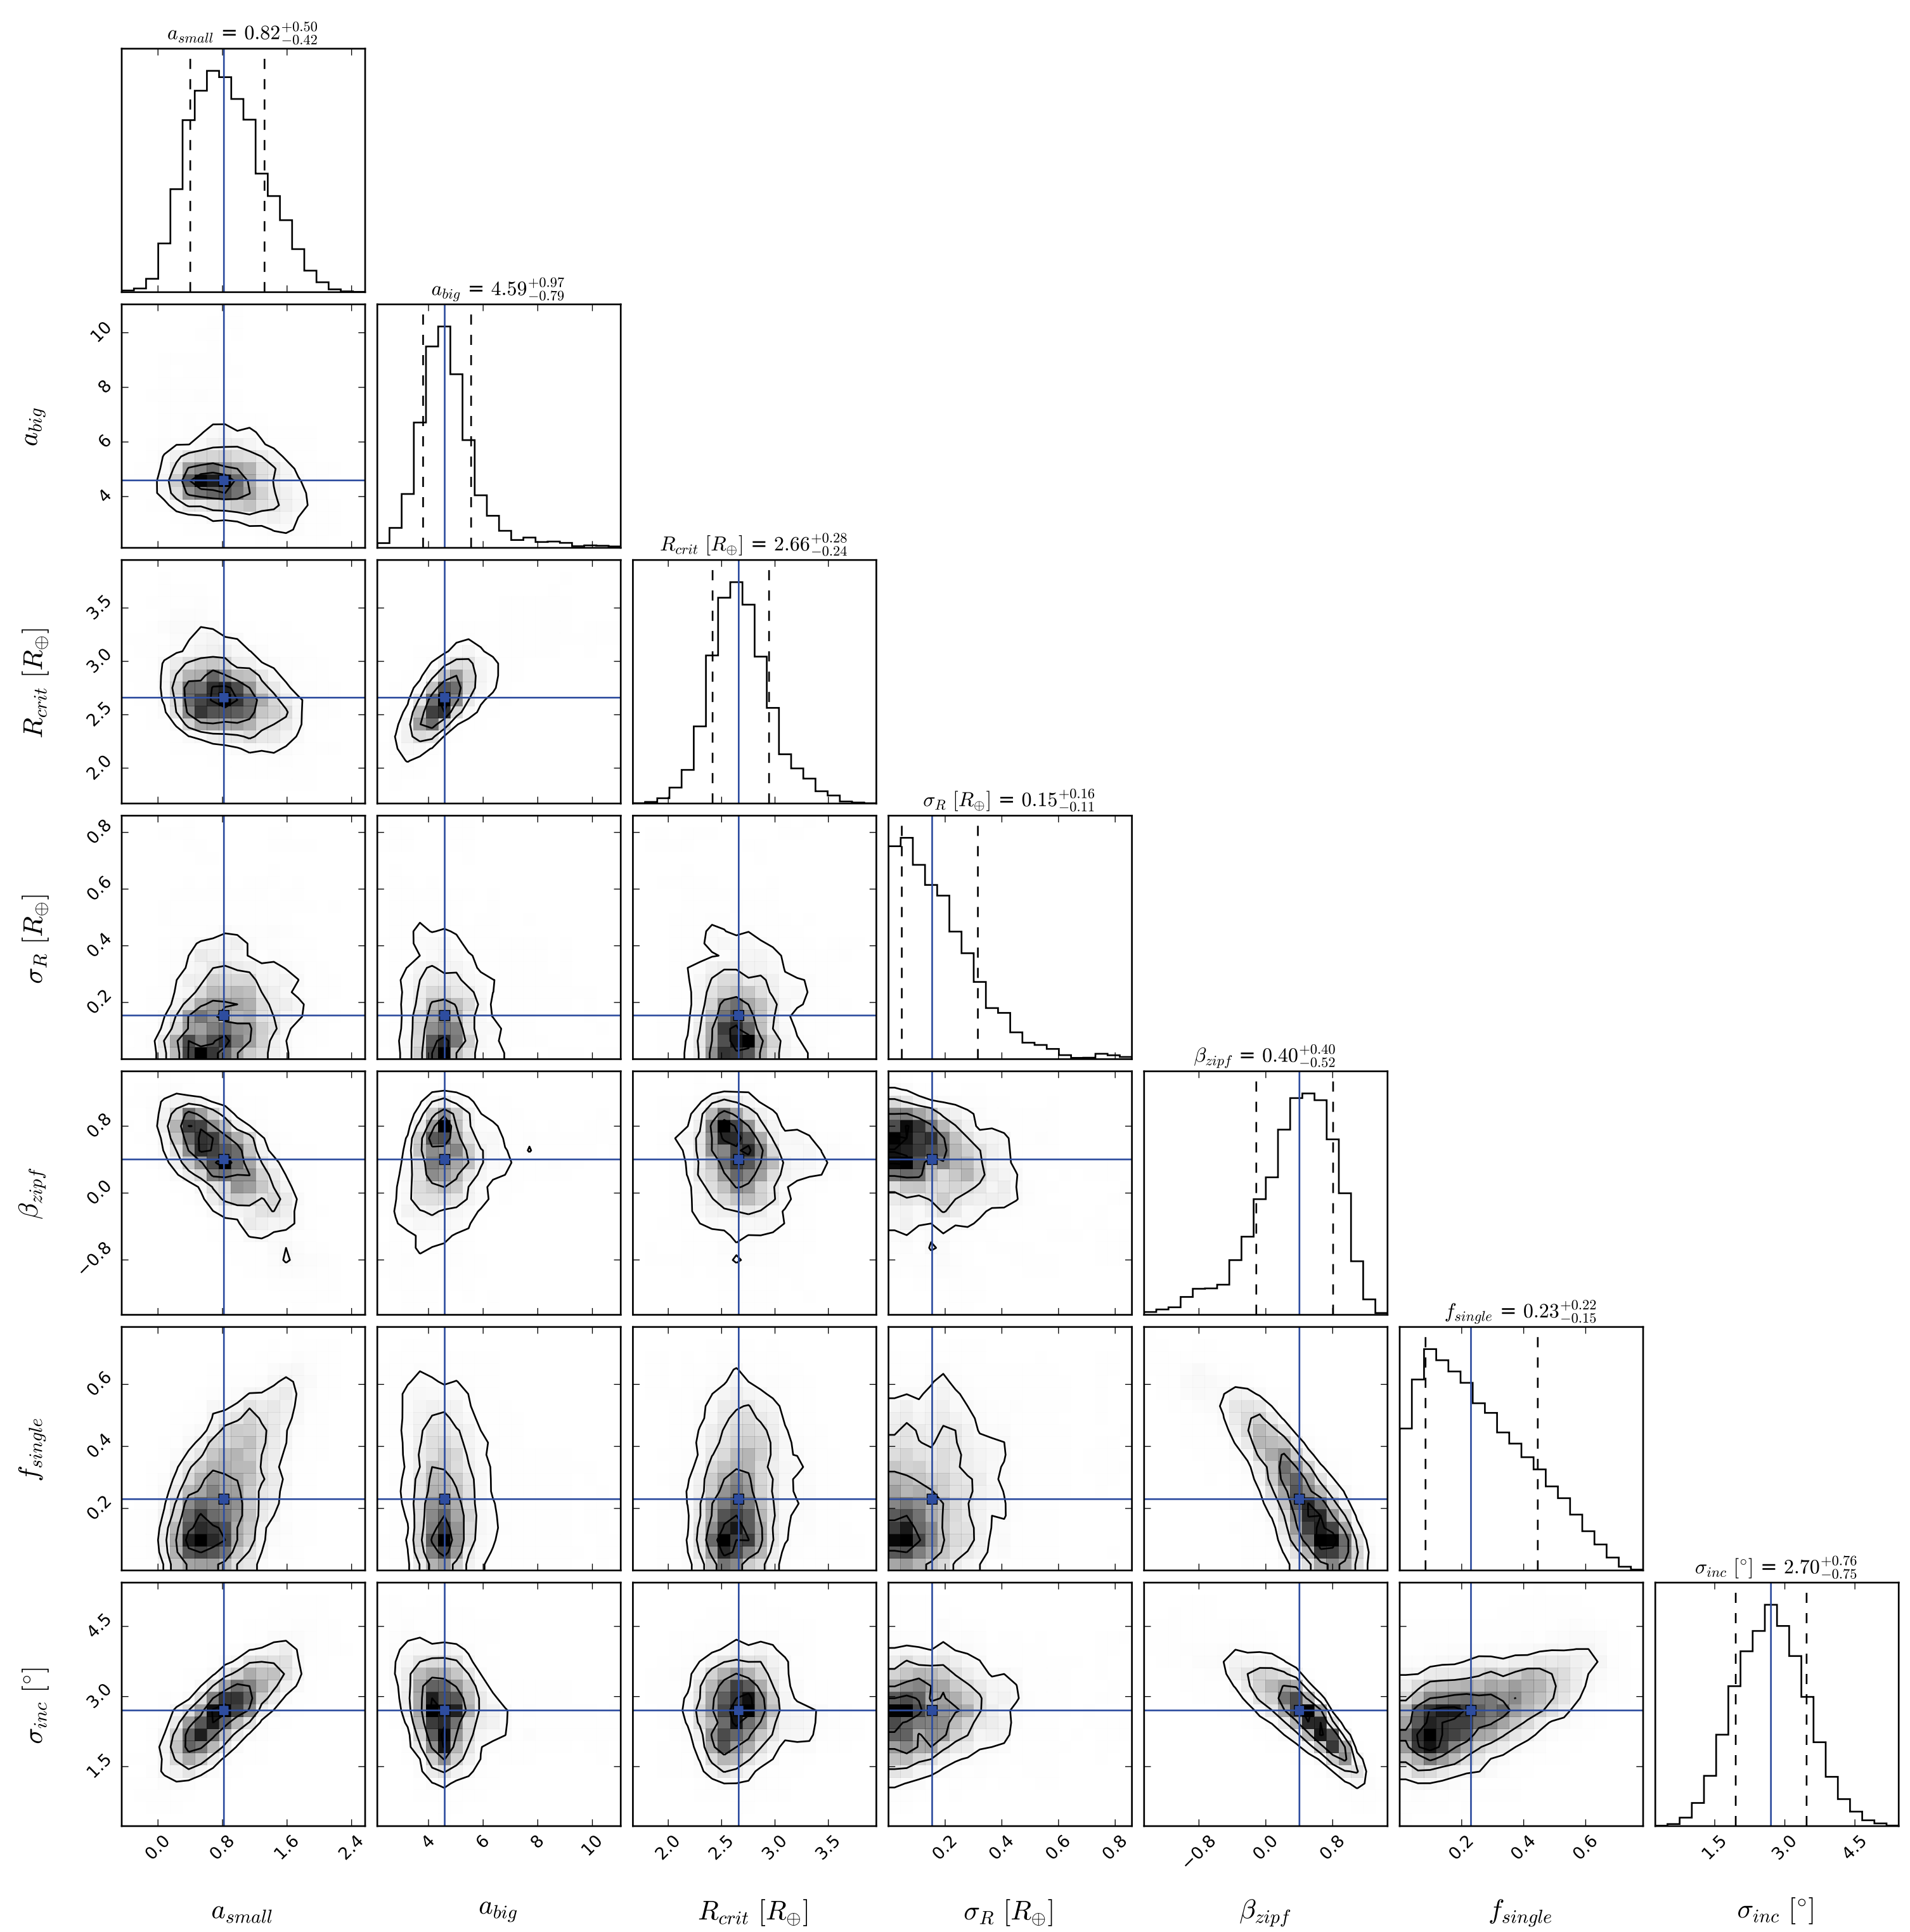 a_small = 0.82 +0.50 −0.42
a_big = 4.59 +0.97 −0.79
10
8
6
4
a_big
R_crit [R⊕] = 2.66 +0.28 −0.24
3.5
3.0
2.5
2.0
R_crit [R⊕]
σ_R [R⊕] = 0.15 +0.16 −0.11
0.8
0.6
0.4
0.2
σ_R [R⊕]
β_zipf = 0.40 +0.40 −0.52
0.8
0.0
−0.8
β_zipf
f_single = 0.23 +0.22 −0.15
0.6
0.4
0.2
f_single
σ_inc [°] = 2.70 +0.76 −0.75
4.5
3.0
1.5
σ_inc [°]
0.0 0.8 1.6 2.4 4 6 8 10 2.0 2.5 3.0 3.5 0.2 0.4 0.6 0.8 −0.8 0.0 0.8 0.2 0.4 0.6 1.5 3.0 4.5
a_small a_big R_crit [R⊕] σ_R [R⊕] β_zipf f_single σ_inc [°]